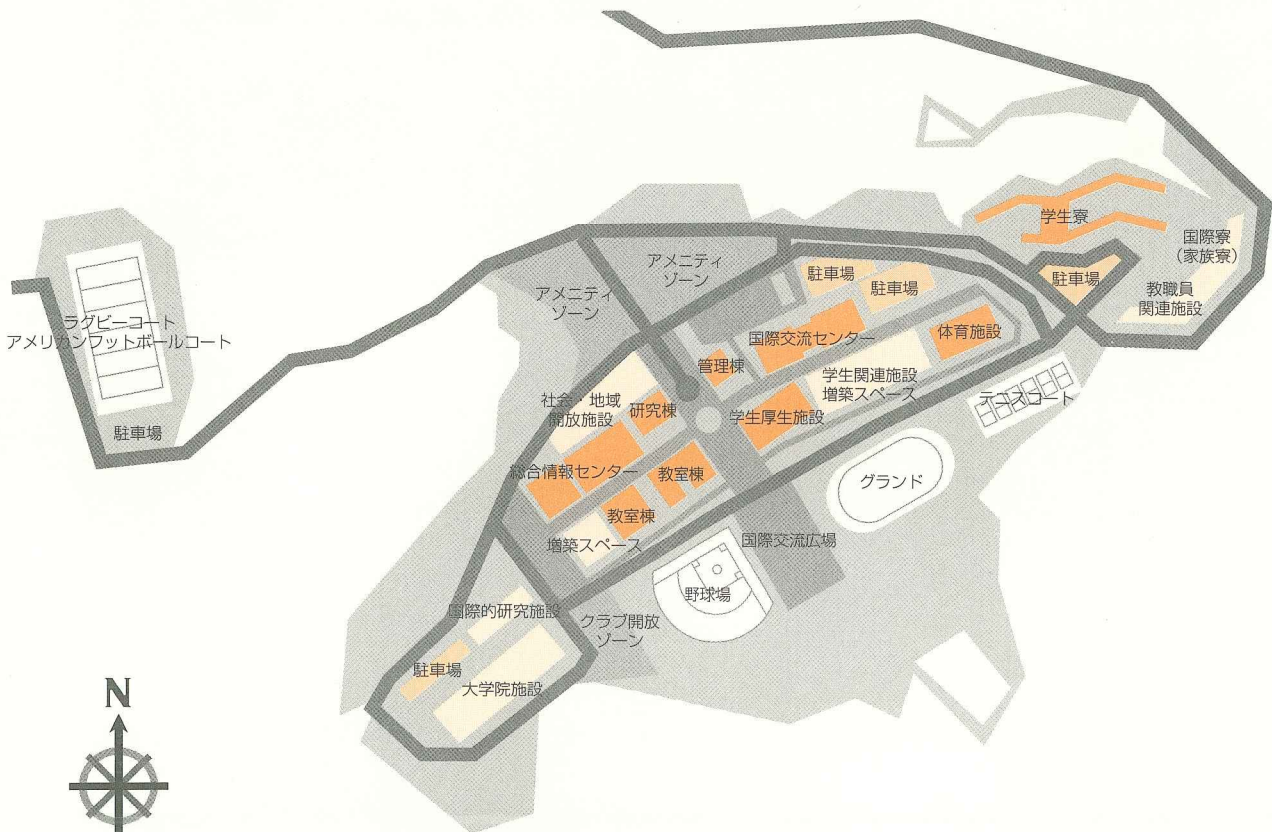 学生寮
国際寮
(家族寮)
駐車場
教職員
関連施設
アメニティ
ゾーン
アメニティ
ゾーン
駐車場
駐車場
国際交流センター
体育施設
管理棟
学生関連施設
増築スペース
テニスコート
ラグビーコート
アメリカンフットボールコート
駐車場
社会・地域
開放施設
研究棟
学生厚生施設
総合情報センター
教室棟
グランド
教室棟
増築スペース
国際交流広場
野球場
国際的研究施設
クラブ開放
ゾーン
駐車場
大学院施設
N